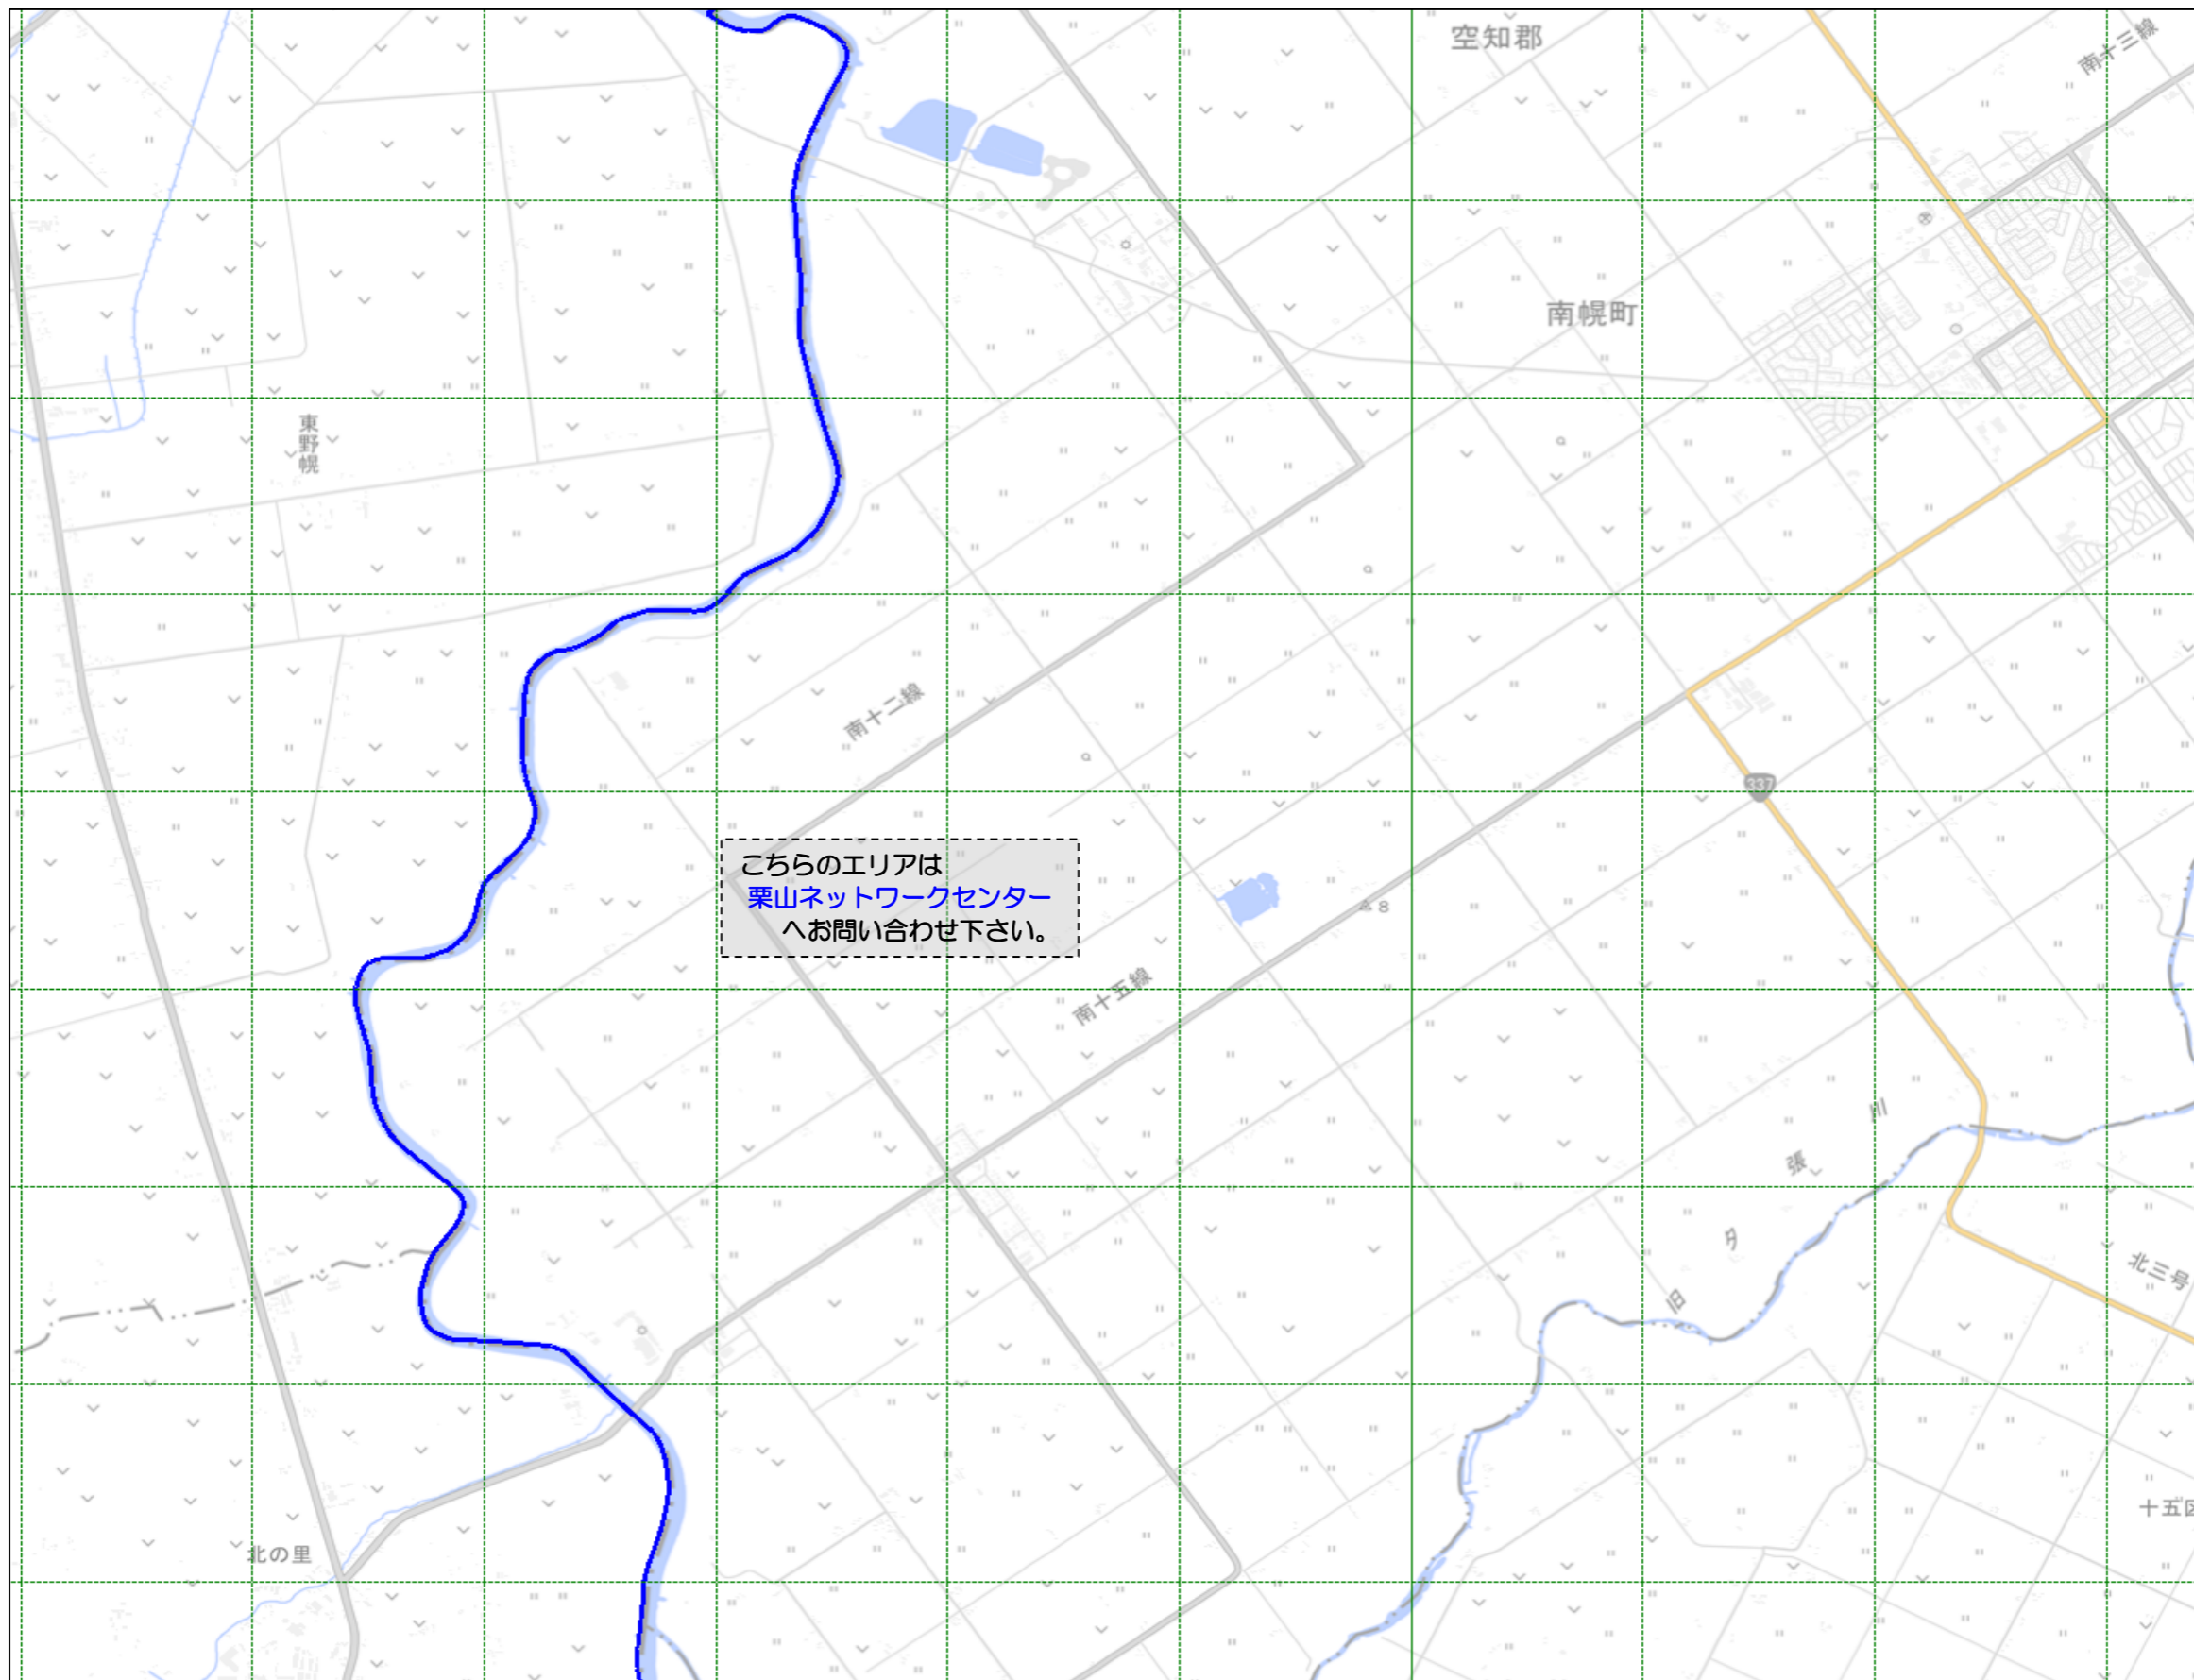 空知郡
南十三線
南幌町
東野幌
南十二線
337
こちらのエリアは
栗山ネットワークセンター
へお問い合わせ下さい。
8
南十五線
旧夕張川
北三号
十五区
北の里